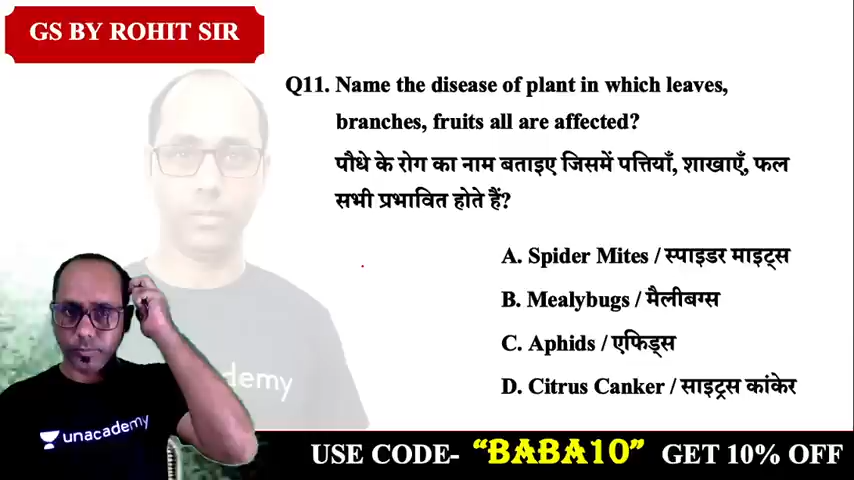 GS BY ROHIT SIR
Q11. Name the disease of plant in which leaves,
branches, fruits all are affected?
पौधे के रोग का नाम बताइए जिसमें पत्तियाँ, शाखाएँ, फल
सभी प्रभावित होते हैं?
A. Spider Mites / स्पाइडर माइट्स
B. Mealybugs / मैलीबग्स
C. Aphids / एफिड्स
D. Citrus Canker / साइट्रस कांकेर
demy
unacademy
USE CODE- “BABA10” GET 10% OFF